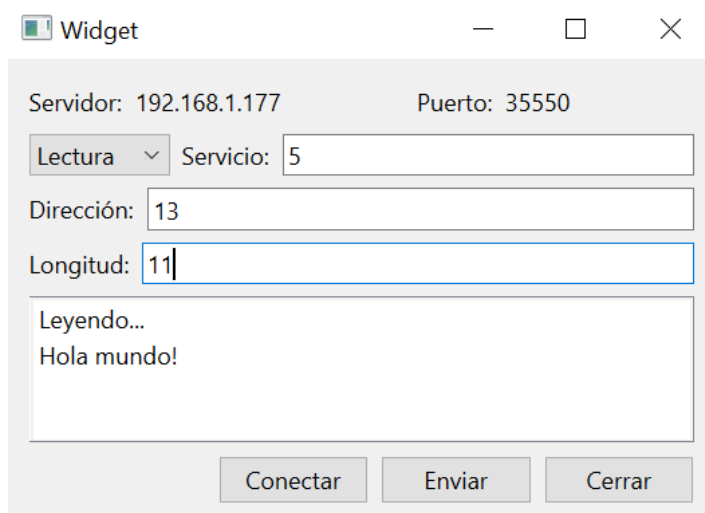 Widget
Servidor: 192.168.1.177 Puerto: 35550
Lectura Servicio: 5
Dirección: 13
Longitud: 11
Leyendo...
Hola mundo!
Conectar Enviar Cerrar